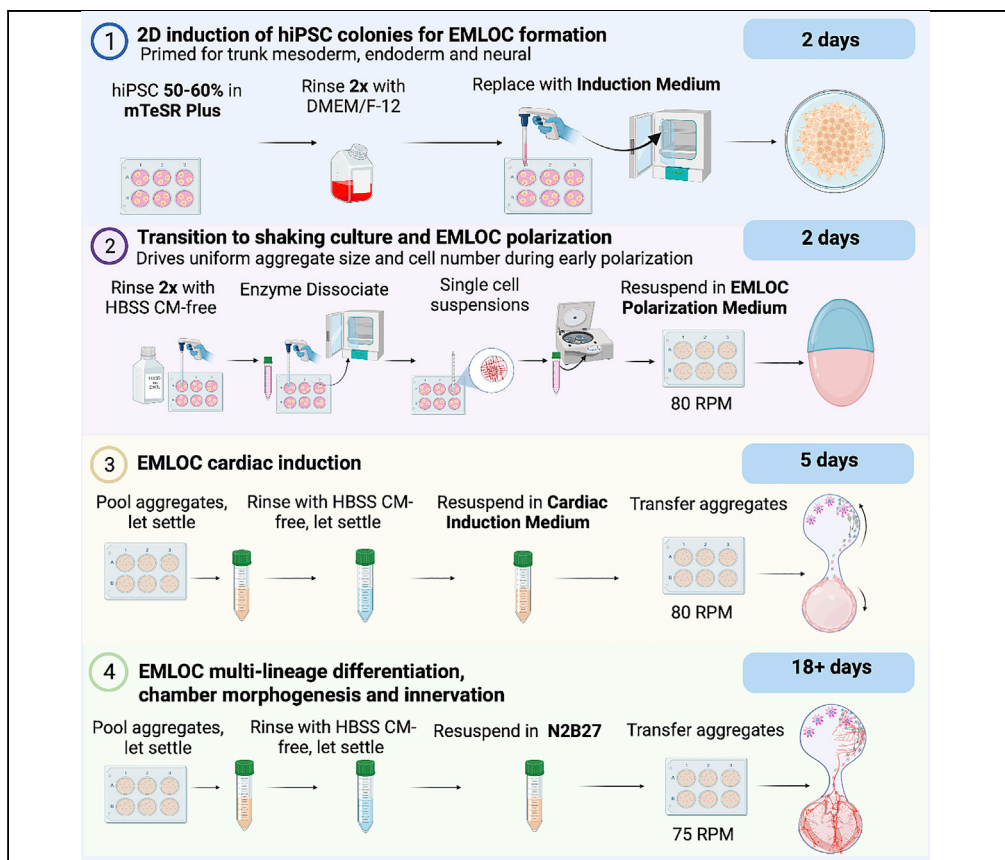 1
2D induction of hiPSC colonies for EMLOC formation
Primed for trunk mesoderm, endoderm and neural
2 days
hiPSC 50-60% in
mTeSR Plus
Rinse 2x with
DMEM/F-12
Replace with Induction Medium
2
Transition to shaking culture and EMLOC polarization
Drives uniform aggregate size and cell number during early polarization
2 days
Rinse 2x with
HBSS CM-free
Enzyme Dissociate
Single cell
suspensions
Resuspend in EMLOC
Polarization Medium
80 RPM
3
EMLOC cardiac induction
5 days
Pool aggregates,
let settle
Rinse with HBSS CM-
free, let settle
Resuspend in Cardiac
Induction Medium
Transfer aggregates
80 RPM
4
EMLOC multi-lineage differentiation,
chamber morphogenesis and innervation
18+ days
Pool aggregates,
let settle
Rinse with HBSS CM-
free, let settle
Resuspend in N2B27
Transfer aggregates
75 RPM